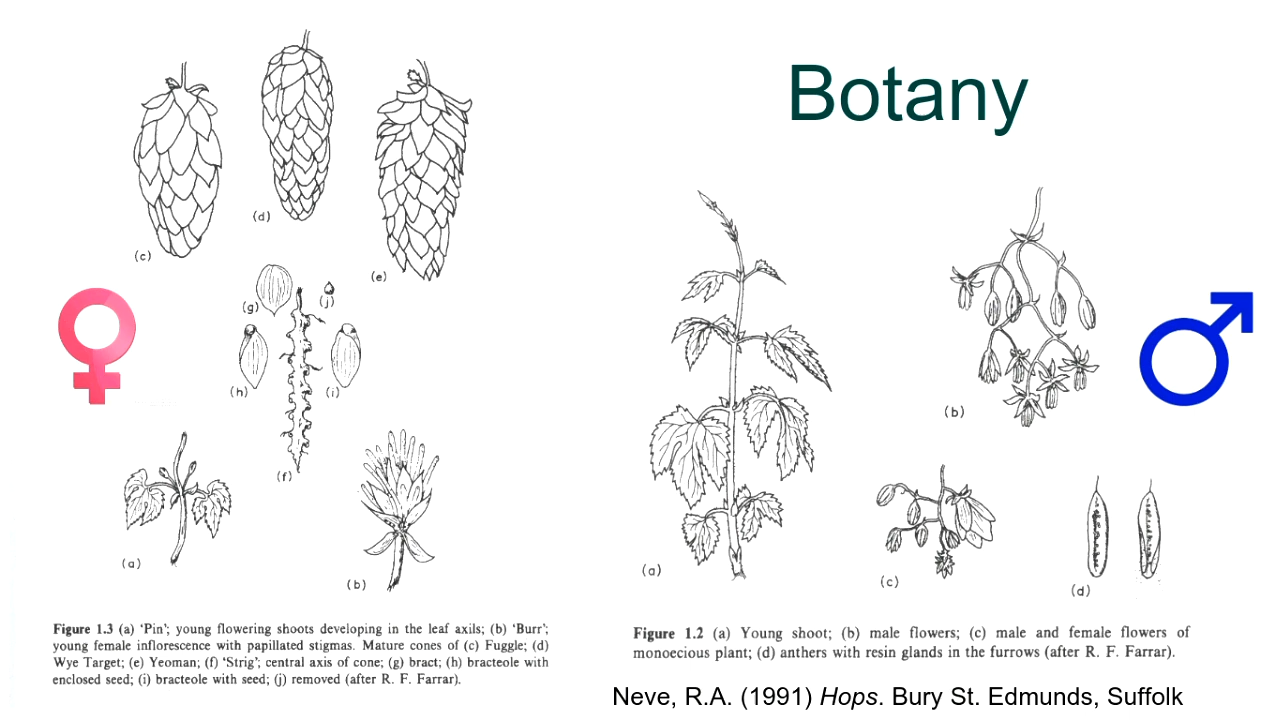 Botany
(c)
(d)
(e)
(g)
(j)
(h)
(i)
(f)
(a)
(b)
Figure 1.3 (a) ‘Pin’; young flowering shoots developing in the leaf axils; (b) ‘Burr’;
young female inflorescence with papillated stigmas. Mature cones of (c) Fuggle; (d)
Wye Target; (e) Yeoman; (f) ‘Strig’; central axis of cone; (g) bract; (h) bracteole with
enclosed seed; (i) bracteole with seed; (j) removed (after R. F. Farrar).
(a)
(b)
(c)
(d)
Figure 1.2 (a) Young shoot; (b) male flowers; (c) male and female flowers of
monoecious plant; (d) anthers with resin glands in the furrows (after R. F. Farrar).
Neve, R.A. (1991) Hops. Bury St. Edmunds, Suffolk